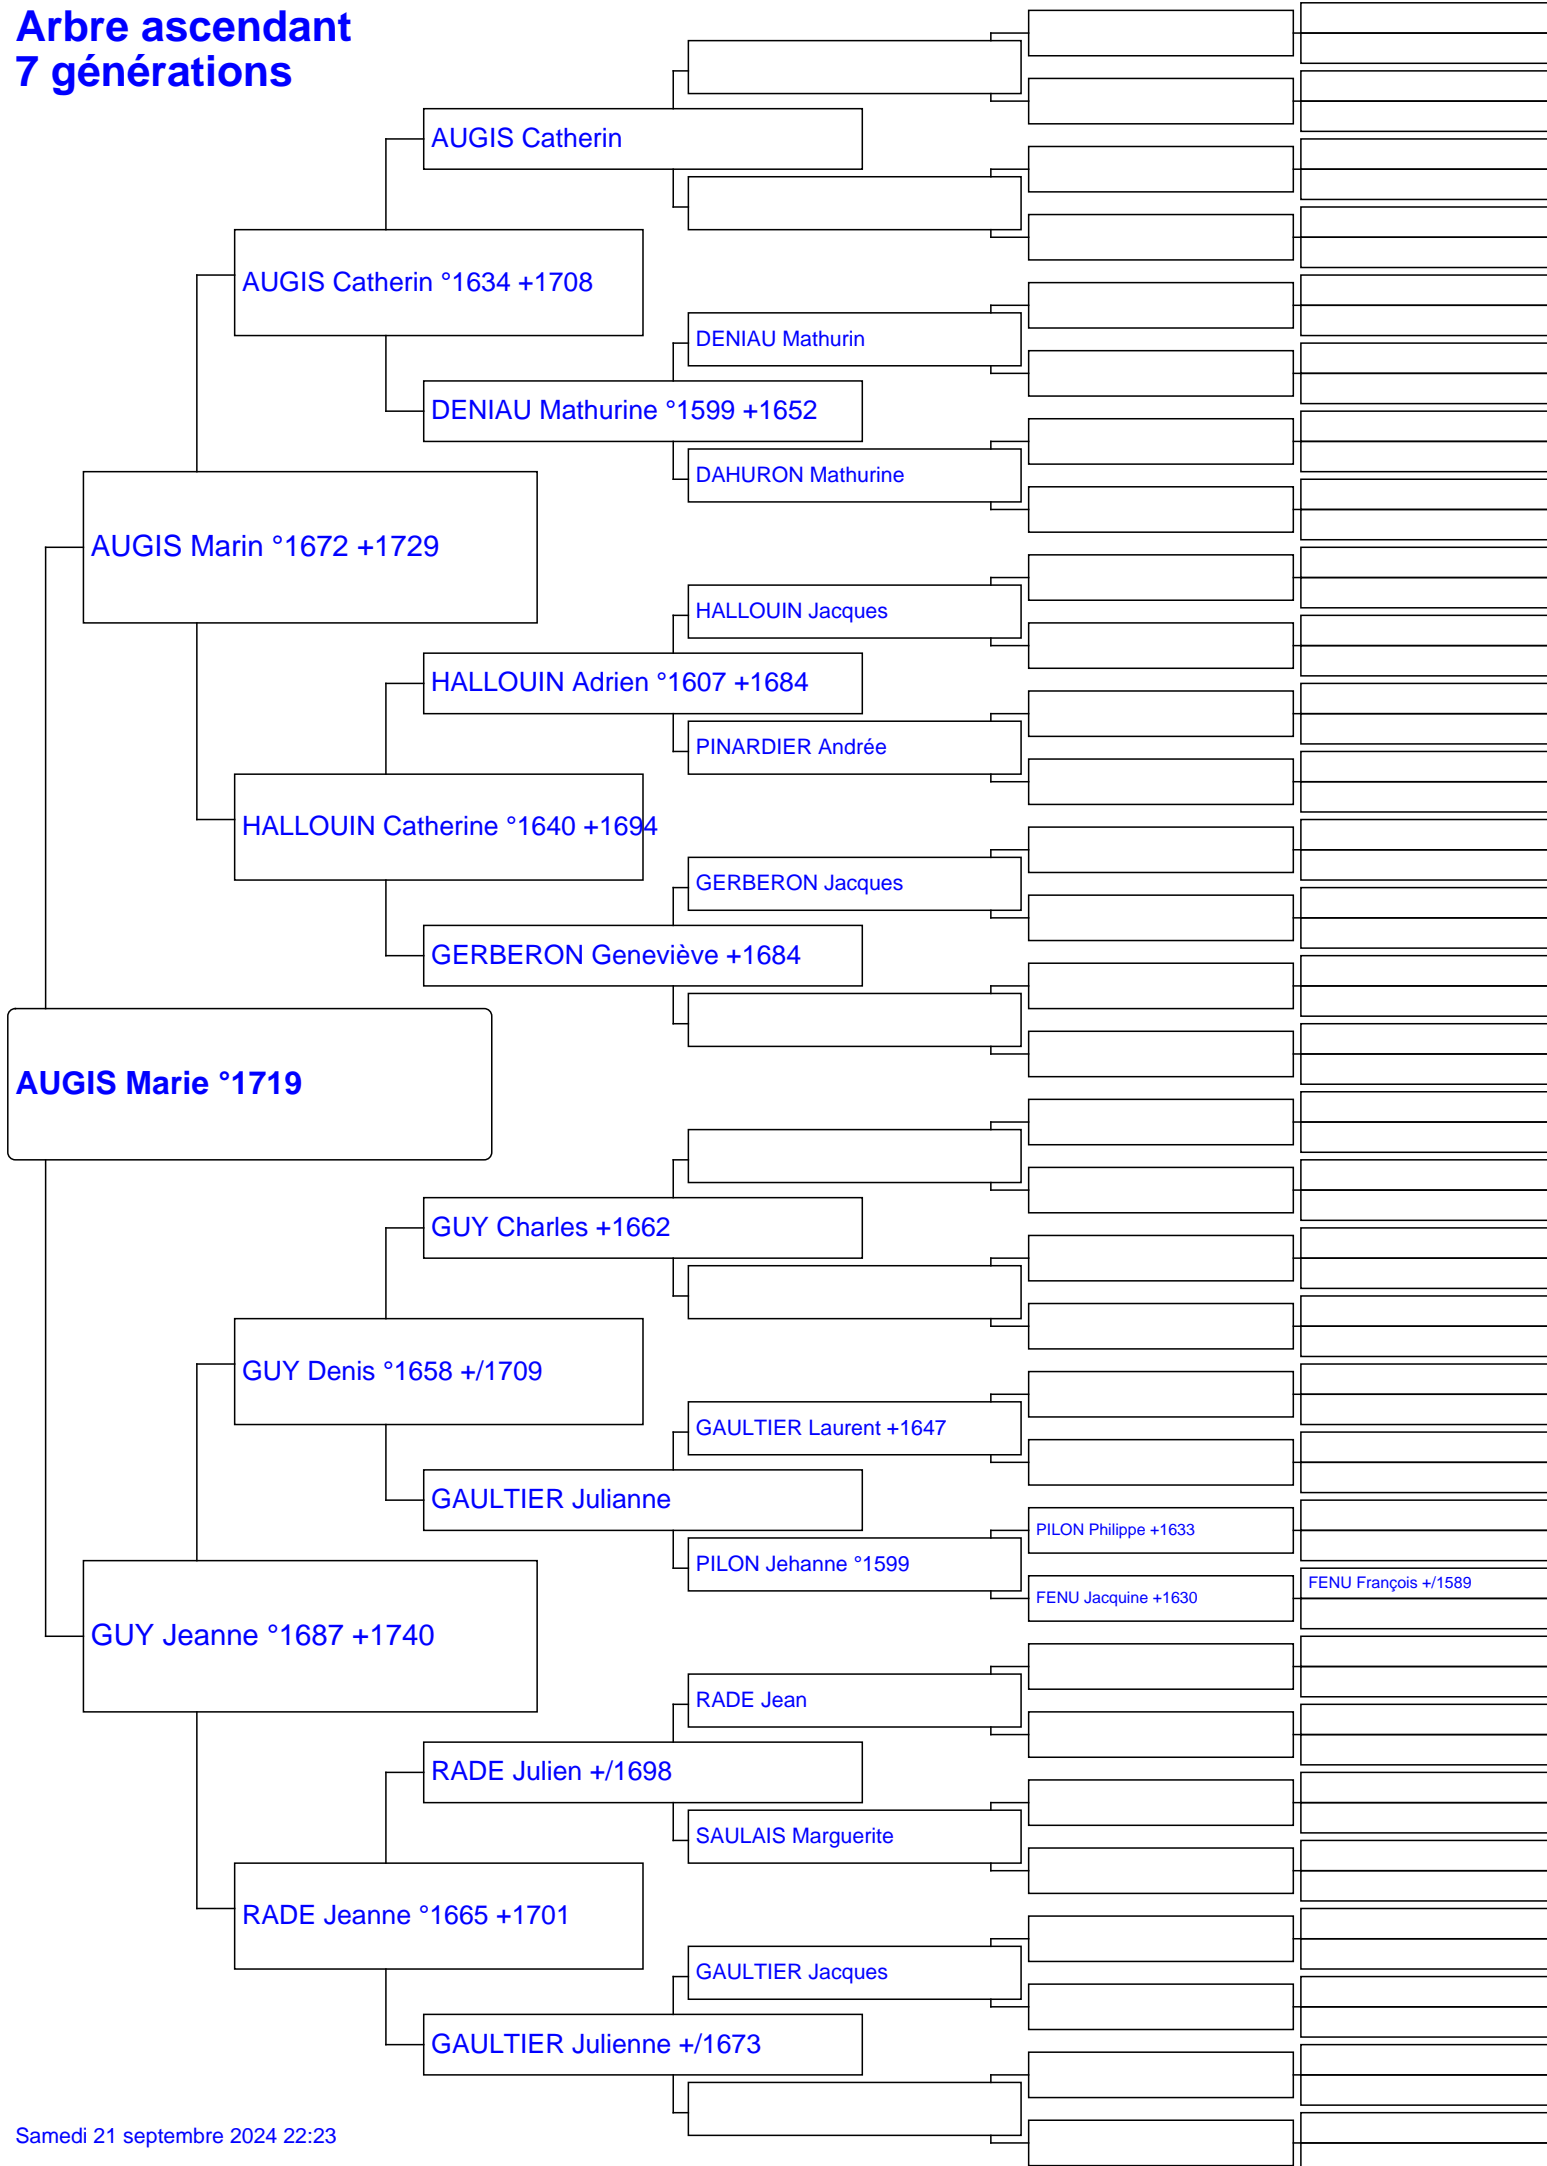 Arbre ascendant
7 générations
AUGIS Catherin
AUGIS Catherin °1634 +1708
DENIAU Mathurin
DENIAU Mathurine °1599 +1652
DAHURON Mathurine
AUGIS Marin °1672 +1729
HALLOUIN Jacques
HALLOUIN Adrien °1607 +1684
PINARDIER Andrée
HALLOUIN Catherine °1640 +1694
GERBERON Jacques
GERBERON Geneviève +1684
AUGIS Marie °1719
GUY Charles +1662
GUY Denis °1658 +/1709
GAULTIER Laurent +1647
GAULTIER Julianne
PILON Philippe +1633
PILON Jehanne °1599
FENU François +/1589
FENU Jacquine +1630
GUY Jeanne °1687 +1740
RADE Jean
RADE Julien +/1698
SAULAIS Marguerite
RADE Jeanne °1665 +1701
GAULTIER Jacques
GAULTIER Julienne +/1673
Samedi 21 septembre 2024 22:23